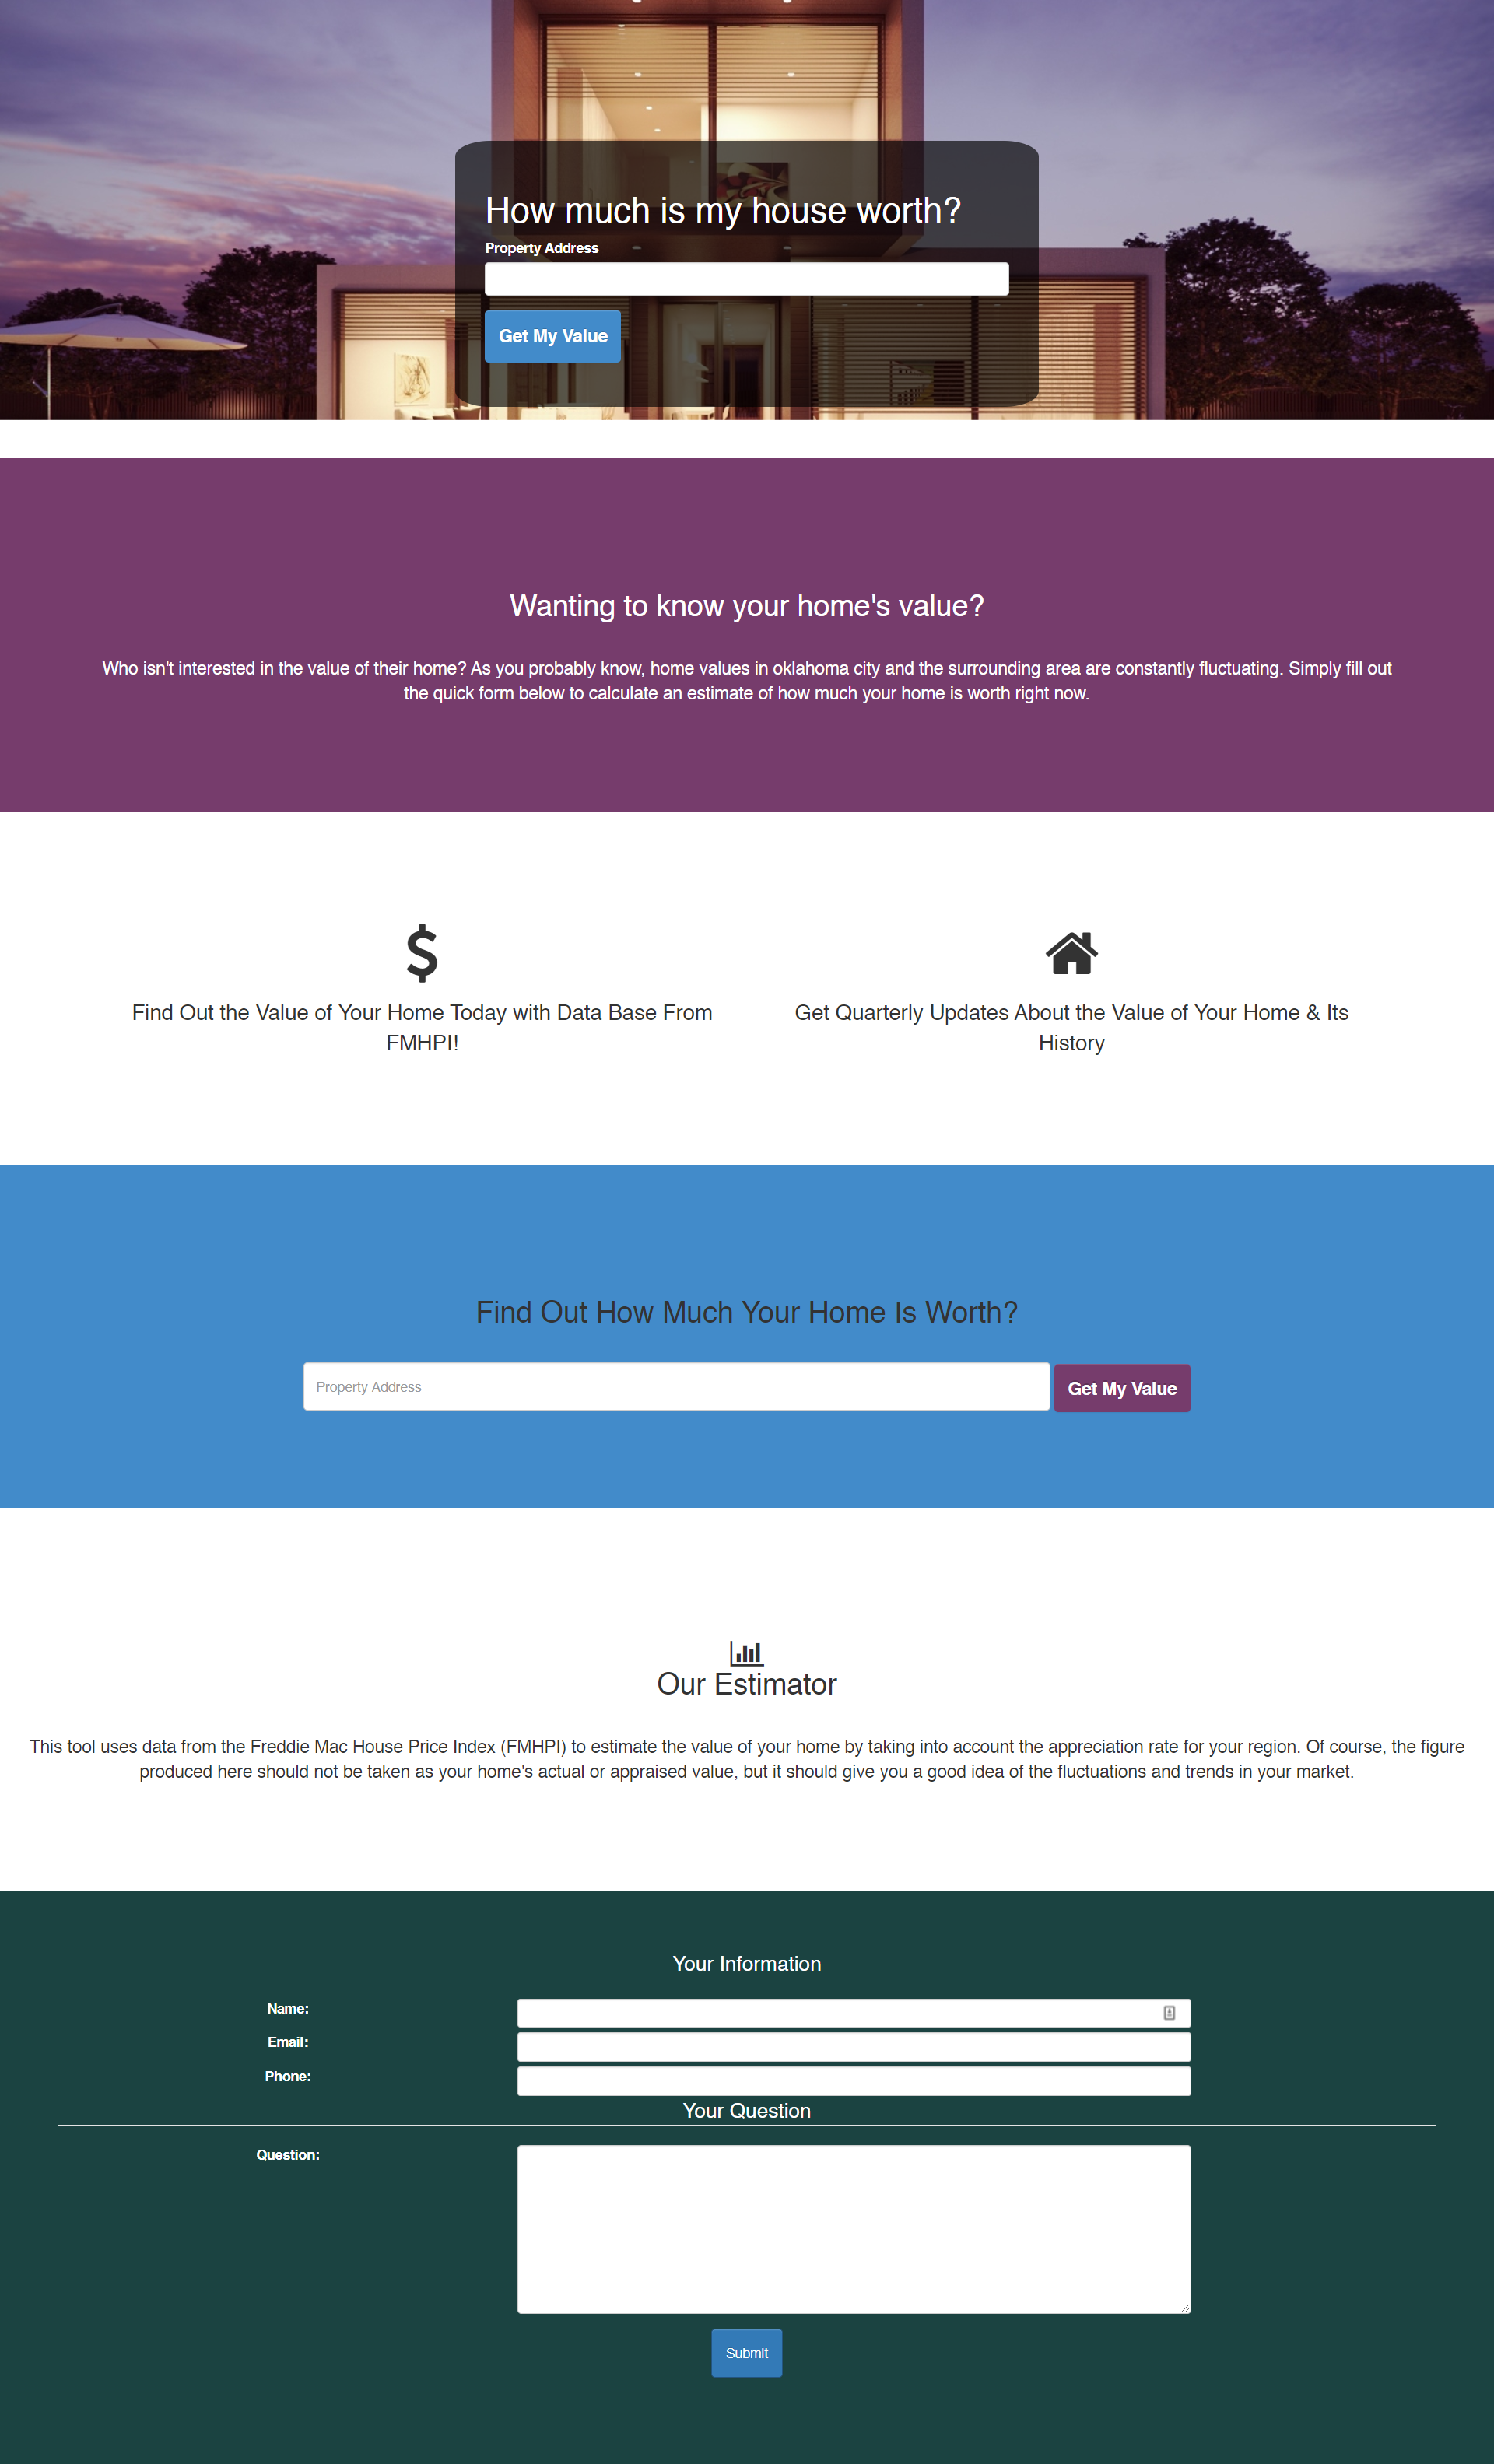 How much is my house worth?
Property Address
Get My Value
Wanting to know your home's value?
Who isn't interested in the value of their home? As you probably know, home values in oklahoma city and the surrounding area are constantly fluctuating. Simply fill out
the quick form below to calculate an estimate of how much your home is worth right now.
Find Out the Value of Your Home Today with Data Base From
FMHPI!
Get Quarterly Updates About the Value of Your Home & Its
History
Find Out How Much Your Home Is Worth?
Property Address
Get My Value
Our Estimator
This tool uses data from the Freddie Mac House Price Index (FMHPI) to estimate the value of your home by taking into account the appreciation rate for your region. Of course, the figure
produced here should not be taken as your home's actual or appraised value, but it should give you a good idea of the fluctuations and trends in your market.
Your Information
Name:
Email:
Phone:
Your Question
Question:
Submit